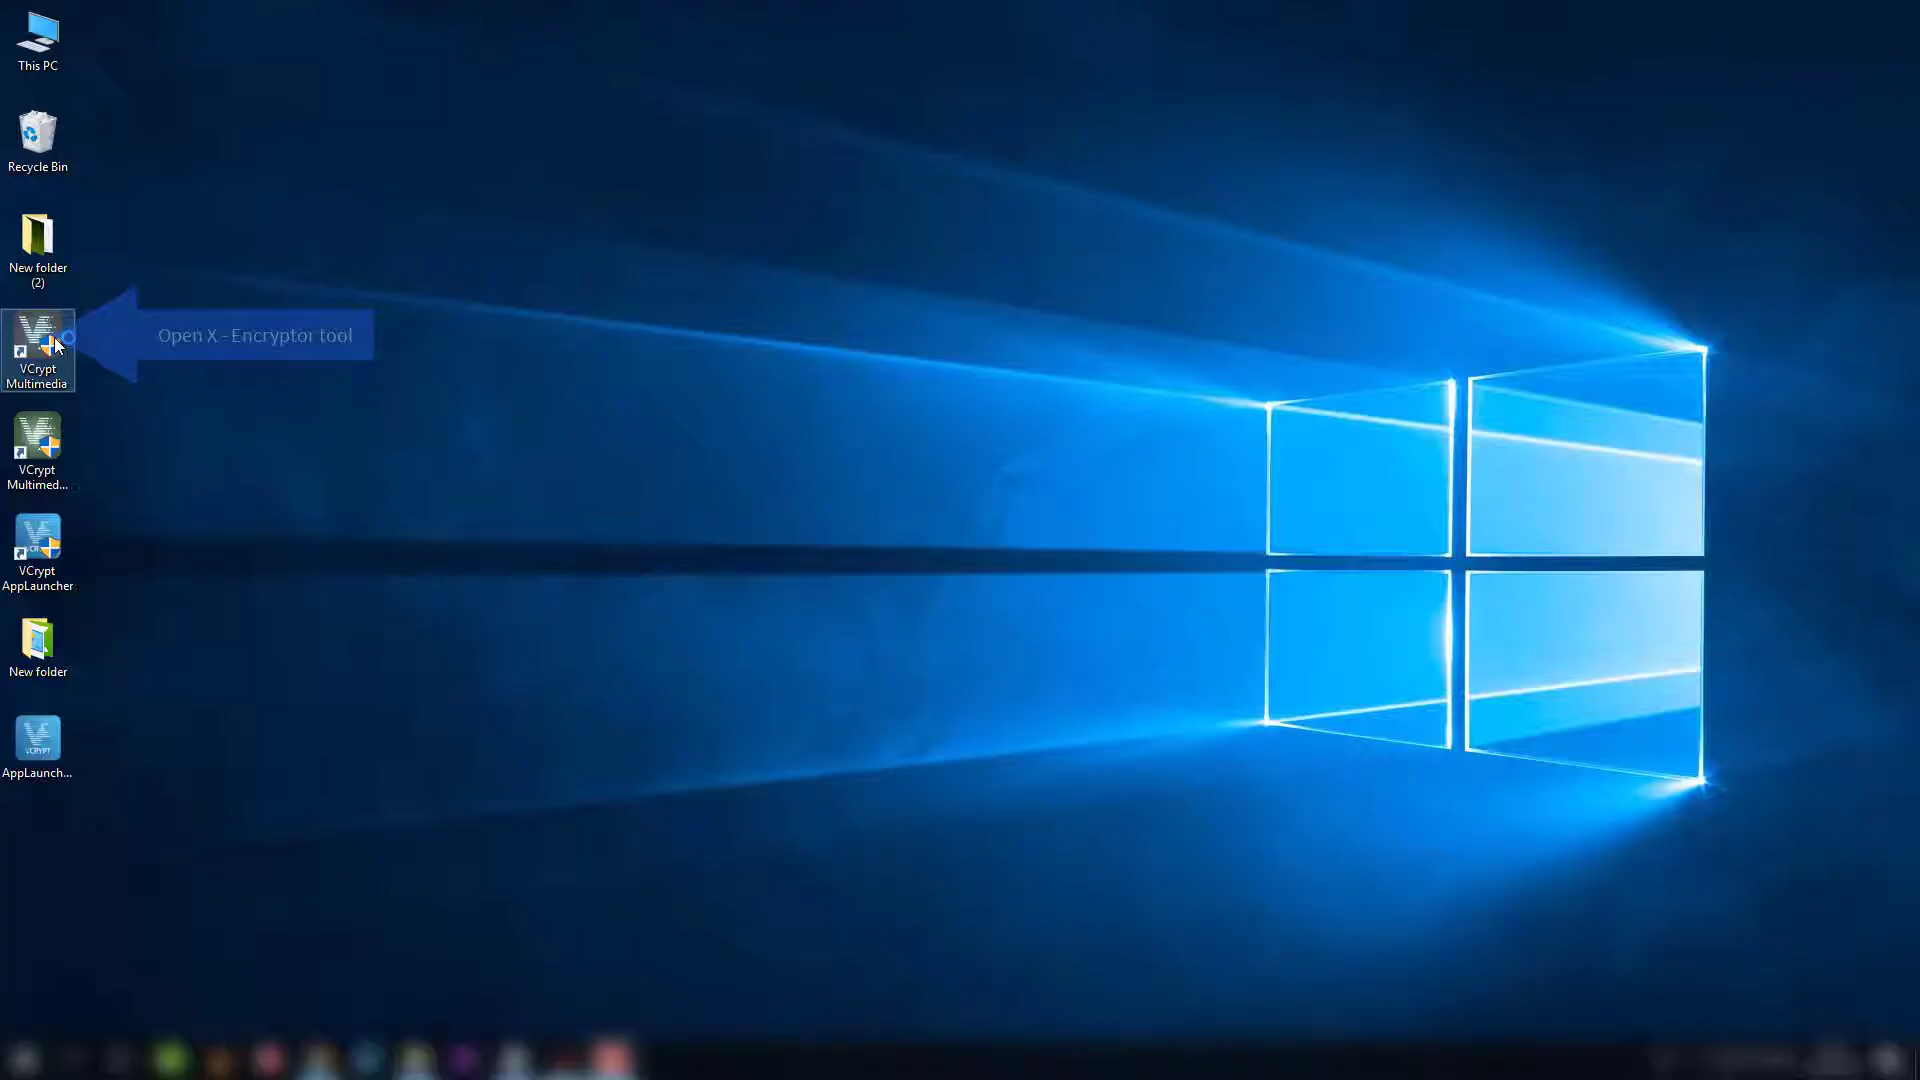 This PC
Recycle Bin
New folder
(2)
Open X - Encryptor tool
VCrypt
Multimedia
VCrypt
Multimed...
VCrypt
AppLauncher
New folder
VCRYPT
AppLaunch...